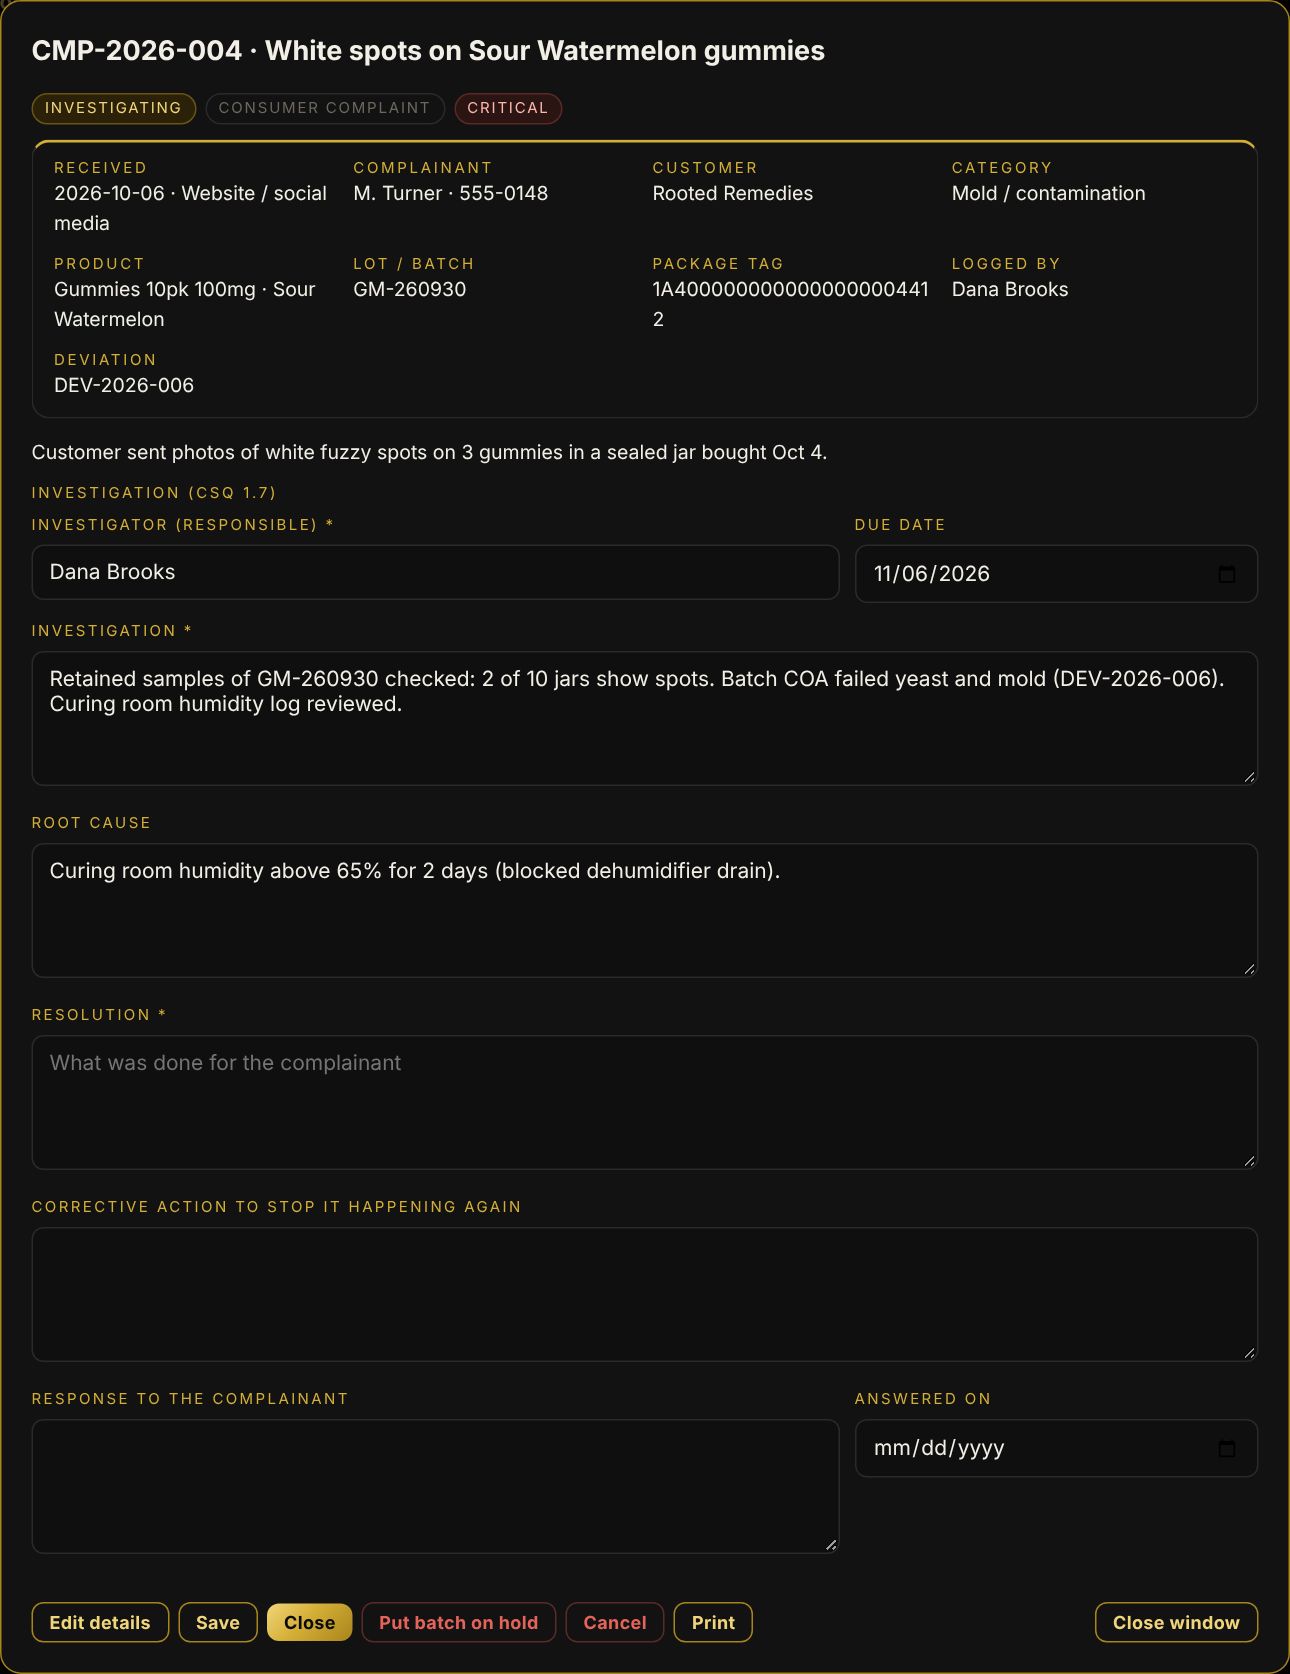 CMP-2026-004 · White spots on Sour Watermelon gummies
INVESTIGATING CONSUMER COMPLAINT CRITICAL
RECEIVED COMPLAINANT CUSTOMER CATEGORY
2026-10-06 · Website / social M. Turner · 555-0148 Rooted Remedies Mold / contamination
media
PRODUCT LOT / BATCH PACKAGE TAG LOGGED BY
Gummies 10pk 100mg · Sour GM-260930 1A400000000000000000441 Dana Brooks
Watermelon 2
DEVIATION
DEV-2026-006
Customer sent photos of white fuzzy spots on 3 gummies in a sealed jar bought Oct 4.
INVESTIGATION (CSQ 1.7)
INVESTIGATOR (RESPONSIBLE) * DUE DATE
Dana Brooks 11/06/2026
INVESTIGATION *
Retained samples of GM-260930 checked: 2 of 10 jars show spots. Batch COA failed yeast and mold (DEV-2026-006).
Curing room humidity log reviewed.
ROOT CAUSE
Curing room humidity above 65% for 2 days (blocked dehumidifier drain).
RESOLUTION *
What was done for the complainant
CORRECTIVE ACTION TO STOP IT HAPPENING AGAIN
RESPONSE TO THE COMPLAINANT ANSWERED ON
mm/dd/yyyy
Edit details Save Close Put batch on hold Cancel Print Close window